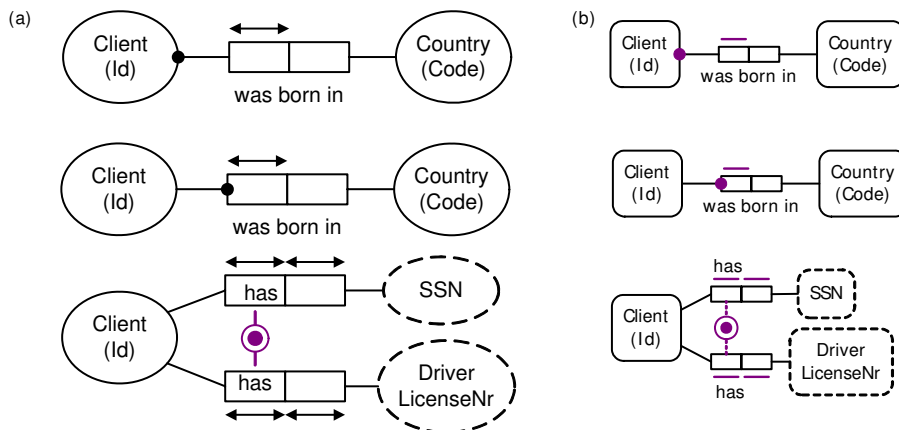 (a)
Client
(Id)
Country
(Code)
was born in
Client
(Id)
Country
(Code)
was born in
Client
(Id)
has
SSN
has
Driver
LicenseNr
(b)
Client
(Id)
Country
(Code)
was born in
Client
(Id)
Country
(Code)
was born in
has
Client
(Id)
SSN
Driver
LicenseNr
has